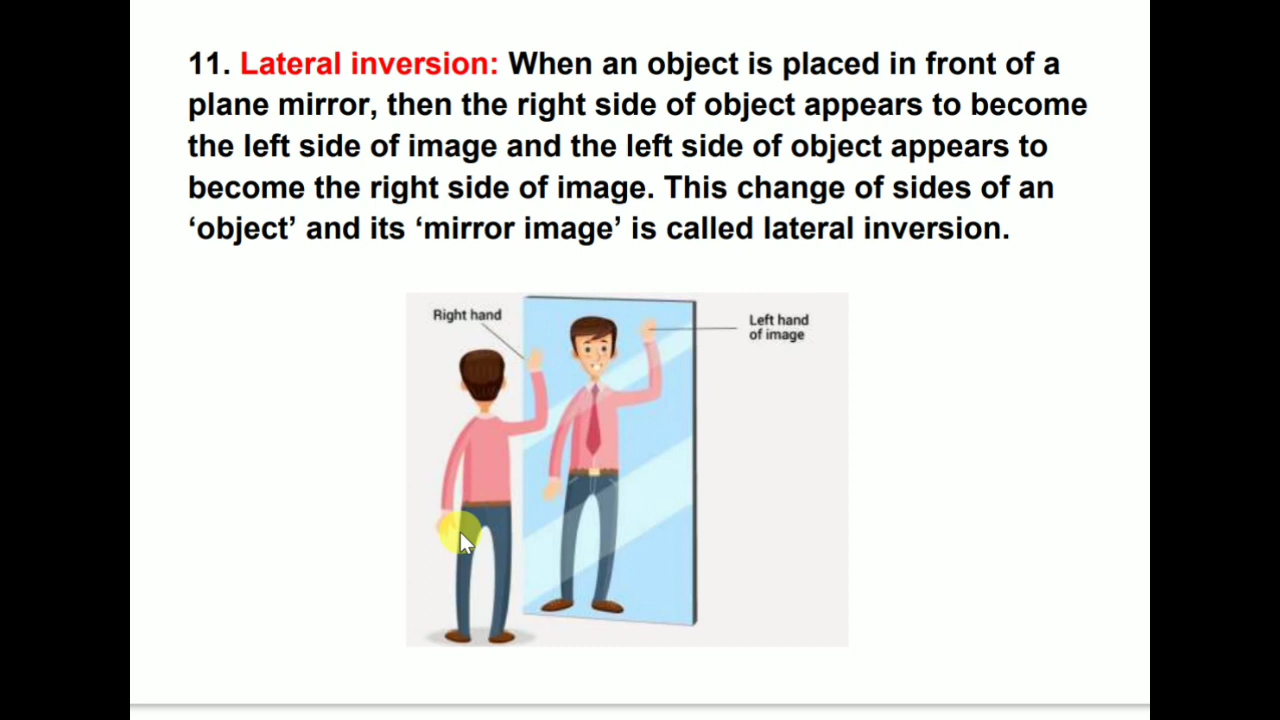 11. Lateral inversion: When an object is placed in front of a
plane mirror, then the right side of object appears to become
the left side of image and the left side of object appears to
become the right side of image. This change of sides of an
‘object’ and its ‘mirror image’ is called lateral inversion.
Right hand
Left hand
of image